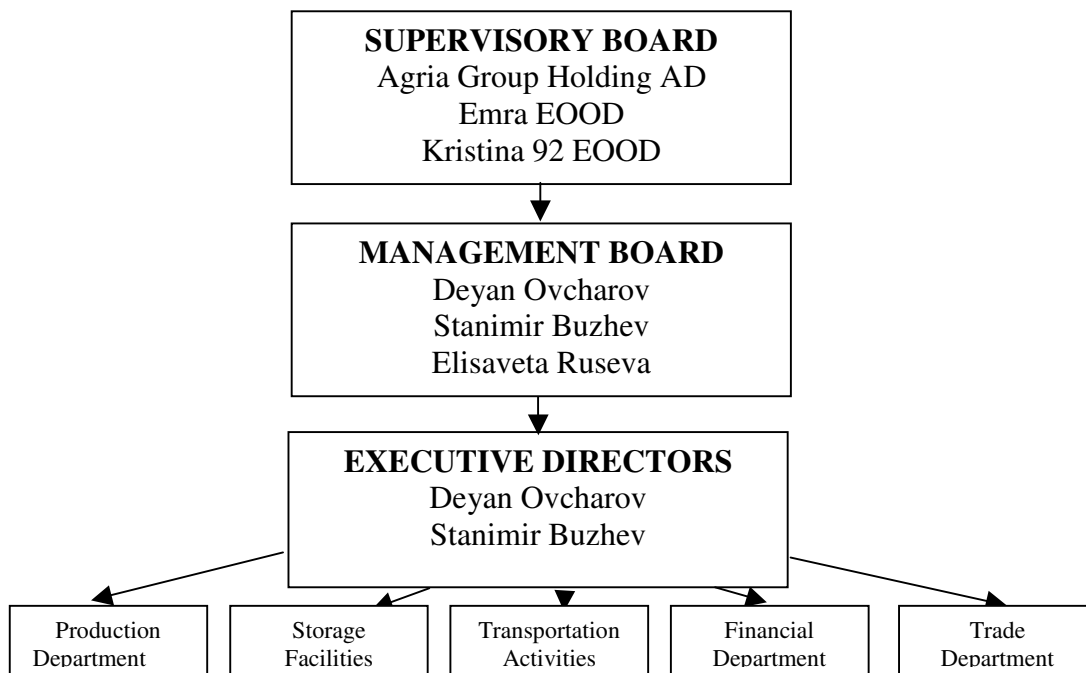 SUPERVISORY BOARD
Agria Group Holding AD
Emra EOOD
Kristina 92 EOOD
MANAGEMENT BOARD
Deyan Ovcharov
Stanimir Buzhev
Elisaveta Ruseva
EXECUTIVE DIRECTORS
Deyan Ovcharov
Stanimir Buzhev
Production
Department
Storage
Facilities
Transportation
Activities
Financial
Department
Trade
Department